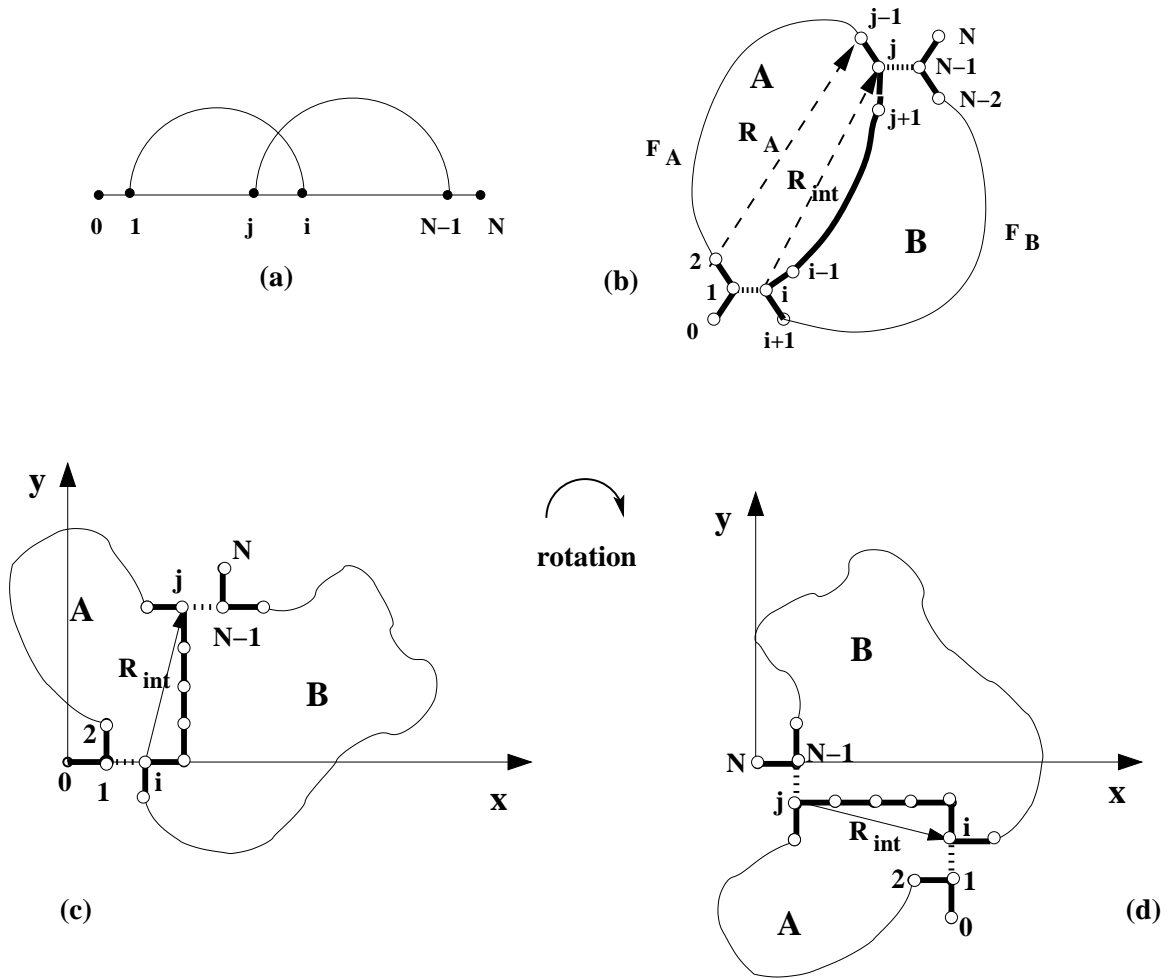 0 1 j i N–1 N
(a)
j–1
j
N
N–1
N–2
j+1
A
R A
F A
R int
B
F B
2
1
0
i–1
i
i+1
(b)
y
A
j
N
N–1
R int
B
2
0
1
i
x
(c)
rotation
y
B
N
N–1
j
x
R int
i
2
1
0
A
(d)